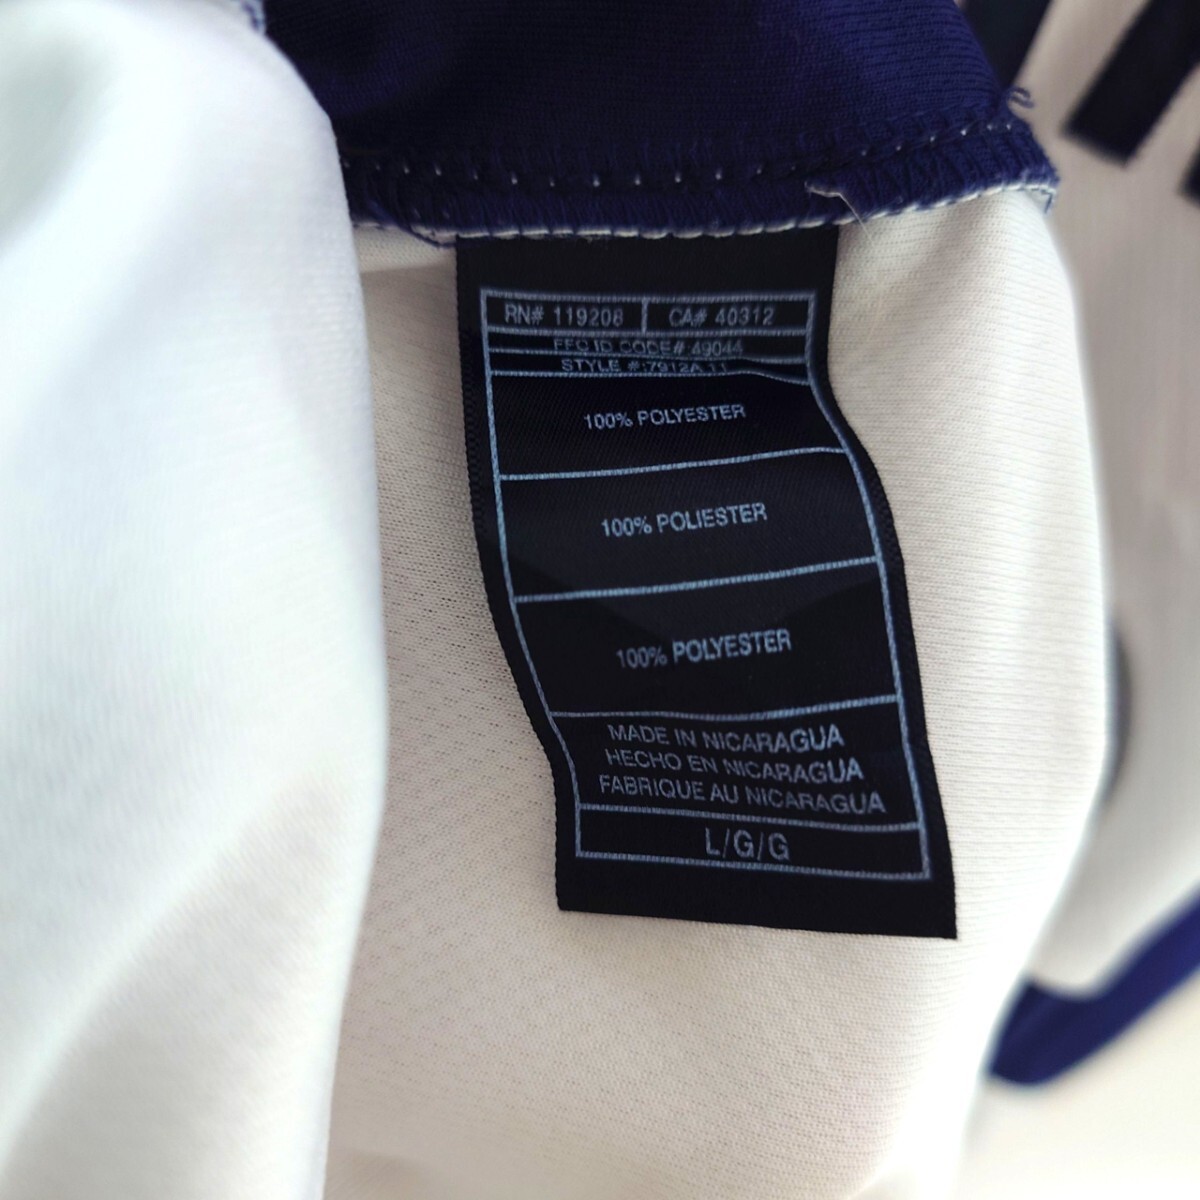 RN# 119208 CA# 40312
FFC ID CODE# 49044
STYLE #:7912A 11
100% POLYESTER
100% POLIESTER
100% POLYESTER
MADE IN NICARAGUA
HECHO EN NICARAGUA
FABRIQUE AU NICARAGUA
L/G/G